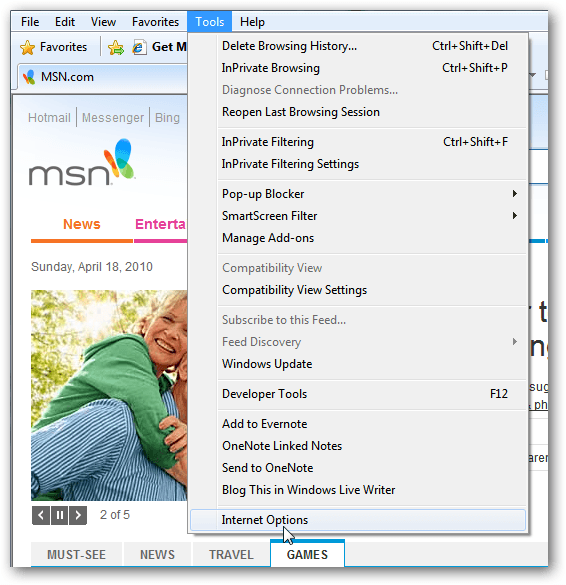 File Edit View Favorites Tools Help
Favorites Get M
MSN.com
Delete Browsing History... Ctrl+Shift+Del
InPrivate Browsing Ctrl+Shift+P
Diagnose Connection Problems...
Reopen Last Browsing Session
InPrivate Filtering Ctrl+Shift+F
InPrivate Filtering Settings
Pop-up Blocker
SmartScreen Filter
Manage Add-ons
Compatibility View
Compatibility View Settings
Subscribe to this Feed...
Feed Discovery
Windows Update
Developer Tools F12
Add to Evernote
OneNote Linked Notes
Send to OneNote
Blog This in Windows Live Writer
Internet Options
Hotmail Messenger Bing
msn
News Enterta
Sunday, April 18, 2010
2 of 5
MUST-SEE NEWS TRAVEL GAMES